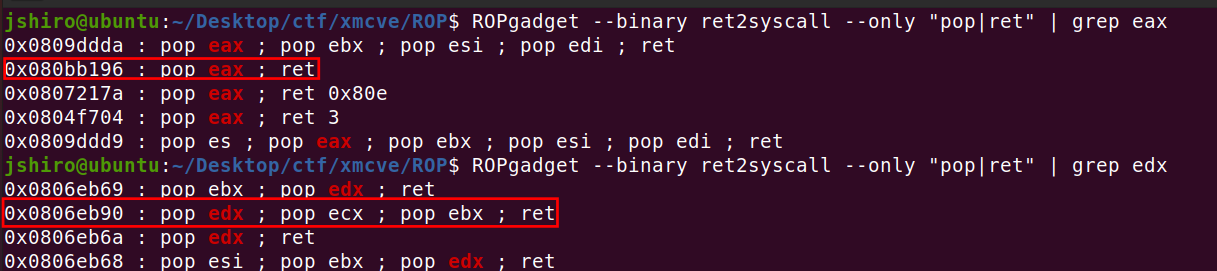 jshiro@ubuntu:~/Desktop/ctf/xmcve/ROP$ ROPgadget --binary ret2syscall --only "pop|ret" | grep eax
0x0809ddda : pop eax ; pop ebx ; pop esi ; pop edi ; ret
0x080bb196 : pop eax ; ret
0x0807217a : pop eax ; ret 0x80e
0x0804f704 : pop eax ; ret 3
0x0809ddd9 : pop es ; pop eax ; pop ebx ; pop esi ; pop edi ; ret
jshiro@ubuntu:~/Desktop/ctf/xmcve/ROP$ ROPgadget --binary ret2syscall --only "pop|ret" | grep edx
0x0806eb69 : pop ebx ; pop edx ; ret
0x0806eb90 : pop edx ; pop ecx ; pop ebx ; ret
0x0806eb6a : pop edx ; ret
0x0806eb68 : pop esi ; pop ebx ; pop edx ; ret